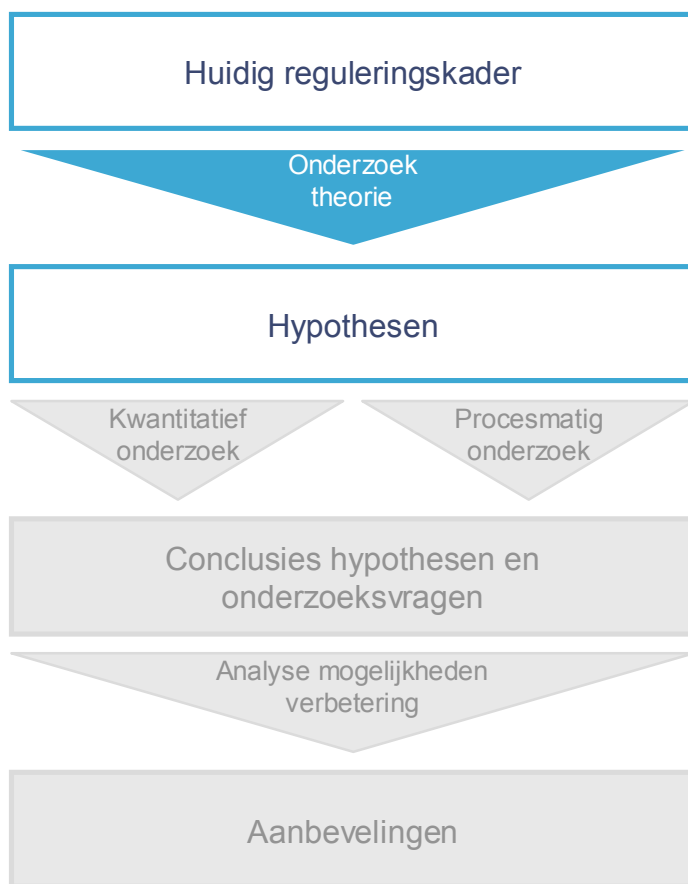 Huidig reguleringskader
Onderzoek
theorie
Hypothesen
Kwantitatief
onderzoek
Procesmatig
onderzoek
Conclusies hypothesen en
onderzoeksvragen
Analyse mogelijkheden
verbetering
Aanbevelingen